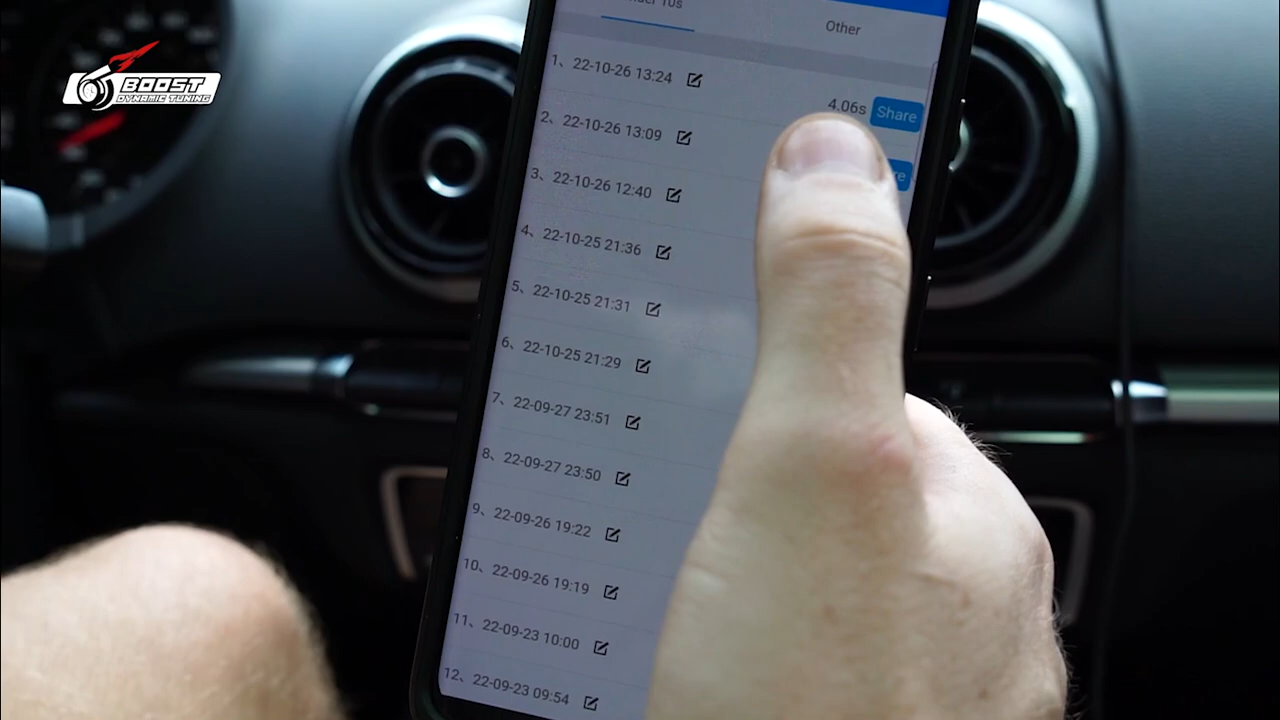 BOOST
DYNAMIC TUNING
10s
Other
1、22-10-26 13:24
4.06s Share
2、22-10-26 13:09
3、22-10-26 12:40
4、22-10-25 21:36
5、22-10-25 21:31
6、22-10-25 21:29
7、22-09-27 23:51
8、22-09-27 23:50
9、22-09-26 19:22
10、22-09-26 19:19
11、22-09-23 10:00
12、22-09-23 09:54